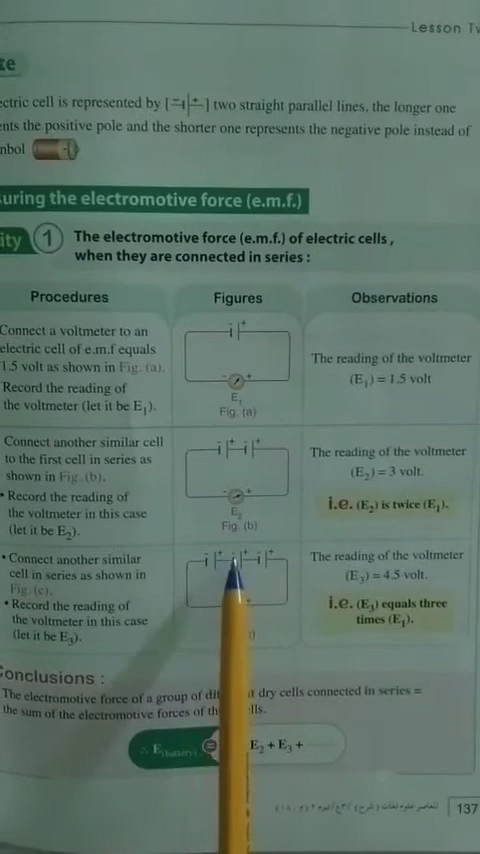 Lesson Tw
te
ectric cell is represented by [ – + ] two straight parallel lines, the longer one
ents the positive pole and the shorter one represents the negative pole instead of
nbol
uring the electromotive force (e.m.f.)
ity 1 The electromotive force (e.m.f.) of electric cells,
when they are connected in series :
Procedures
Figures
Observations
Connect a voltmeter to an
electric cell of e.m.f equals
1.5 volt as shown in Fig. (a).
Record the reading of
the voltmeter (let it be E₁).
- +
- +
E₁
Fig. (a)
The reading of the voltmeter
(E₁) = 1.5 volt
Connect another similar cell
to the first cell in series as
shown in Fig. (b).
• Record the reading of
the voltmeter in this case
(let it be E₂).
- + - +
- +
E₂
Fig. (b)
The reading of the voltmeter
(E₂) = 3 volt.
i.e. (E₂) is twice (E₁).
• Connect another similar
cell in series as shown in
Fig. (c).
• Record the reading of
the voltmeter in this case
(let it be E₃).
- + - + - +
+
The reading of the voltmeter
(E₃) = 4.5 volt.
i.e. (E₃) equals three
times (E₁).
Conclusions :
The electromotive force of a group of dif t dry cells connected in series =
the sum of the electromotive forces of th lls.
∴ E(battery) = E₂ + E₃ +
137